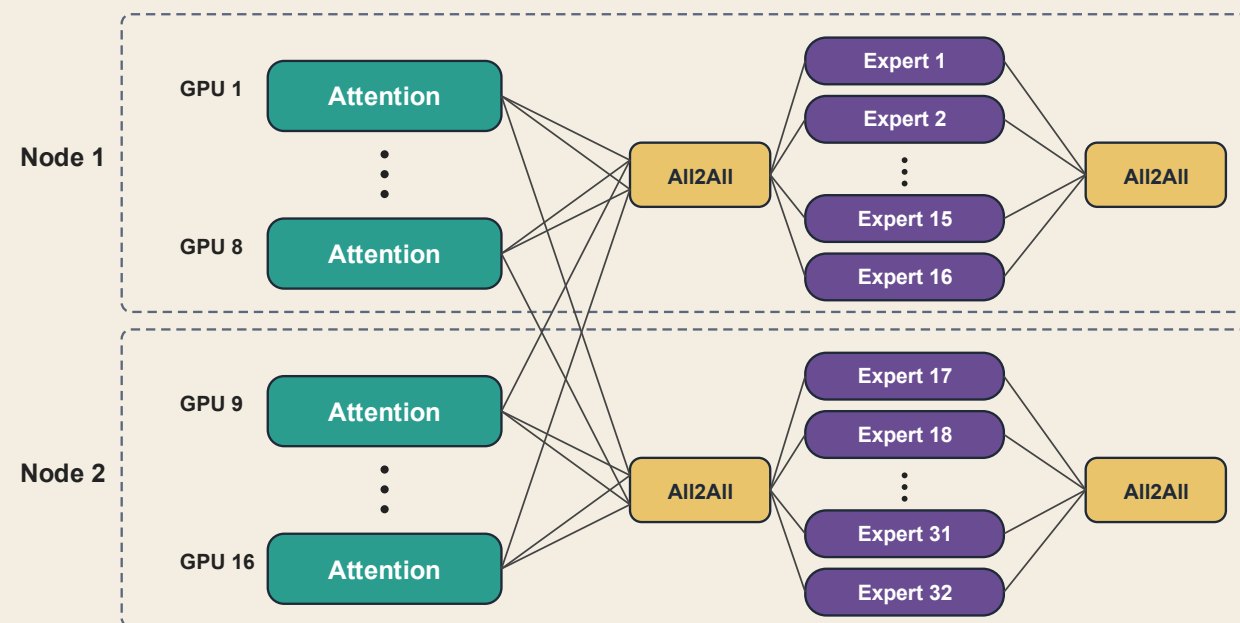 Node 1
GPU 1
Attention
GPU 8
Attention
All2All
Expert 1
Expert 2
Expert 15
Expert 16
All2All
Node 2
GPU 9
Attention
GPU 16
Attention
All2All
Expert 17
Expert 18
Expert 31
Expert 32
All2All